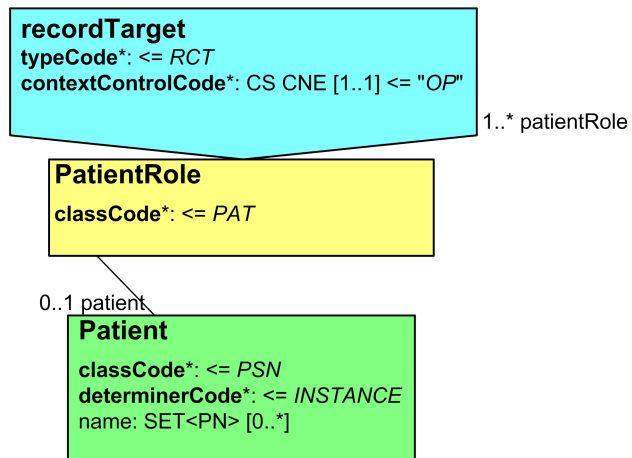 recordTarget
typeCode*: <= RCT
contextControlCode*: CS CNE [1..1] <= "OP"
1..* patientRole
PatientRole
classCode*: <= PAT
0..1 patient
Patient
classCode*: <= PSN
determinerCode*: <= INSTANCE
name: SET<PN> [0..*]